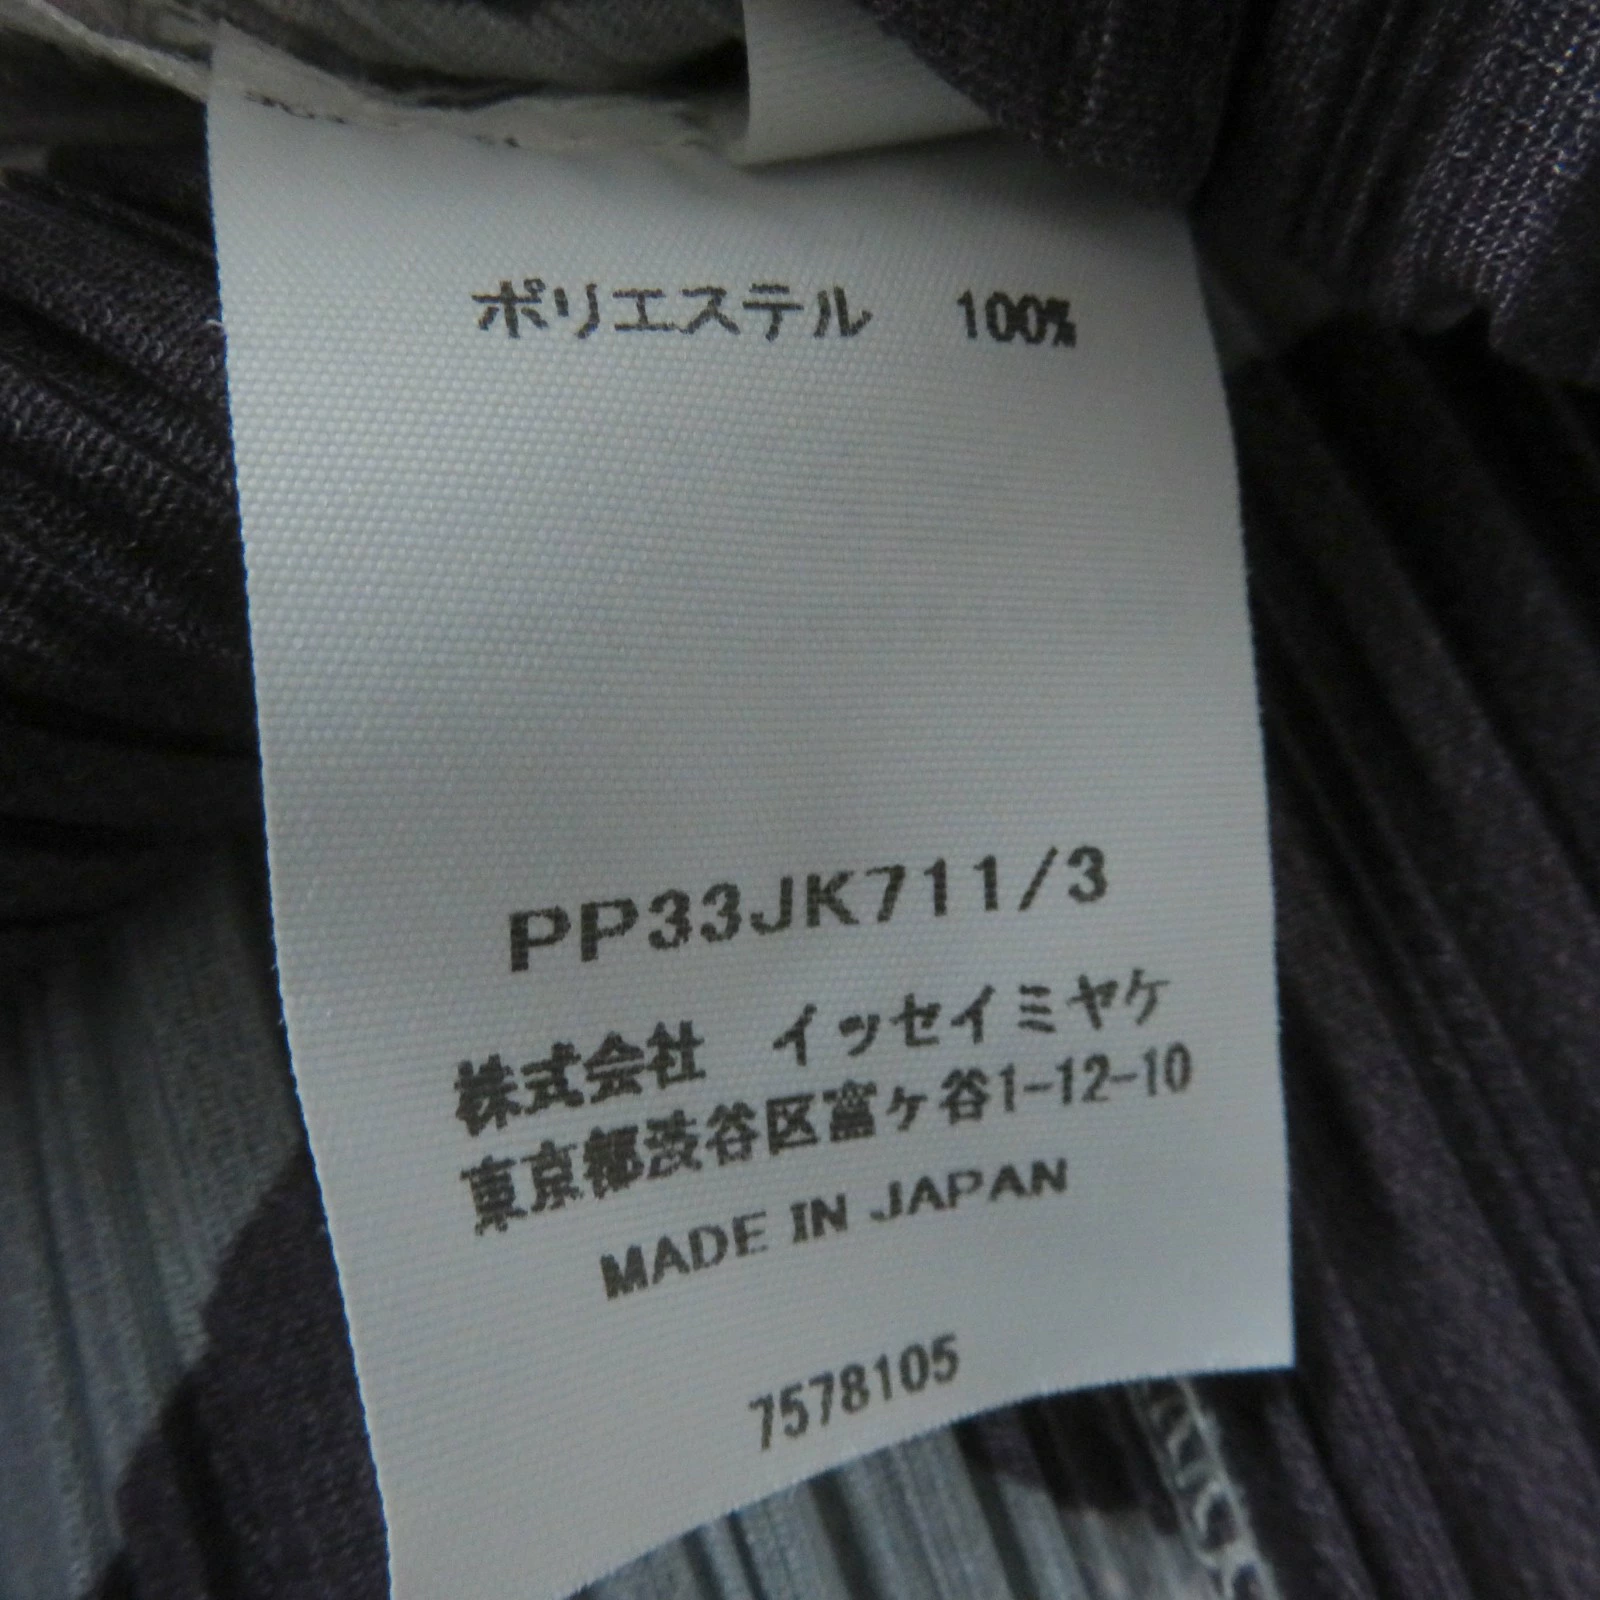 ポリエステル 100%
PP33JK711/3
株式会社 イッセイミヤケ
東京都渋谷区富ヶ谷1-12-10
MADE IN JAPAN
7578105